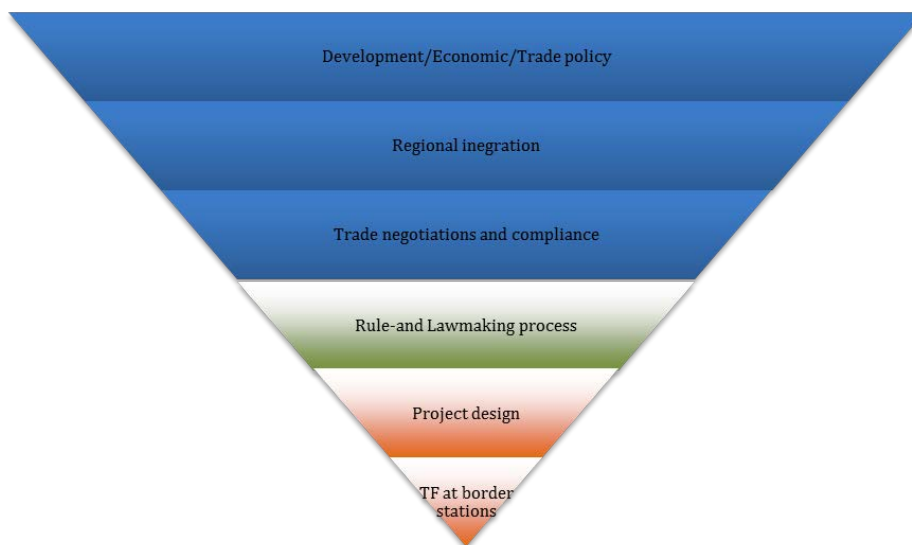 Development/Economic/Trade policy
Regional inegration
Trade negotiations and compliance
Rule-and Lawmaking process
Project design
TF at border
stations